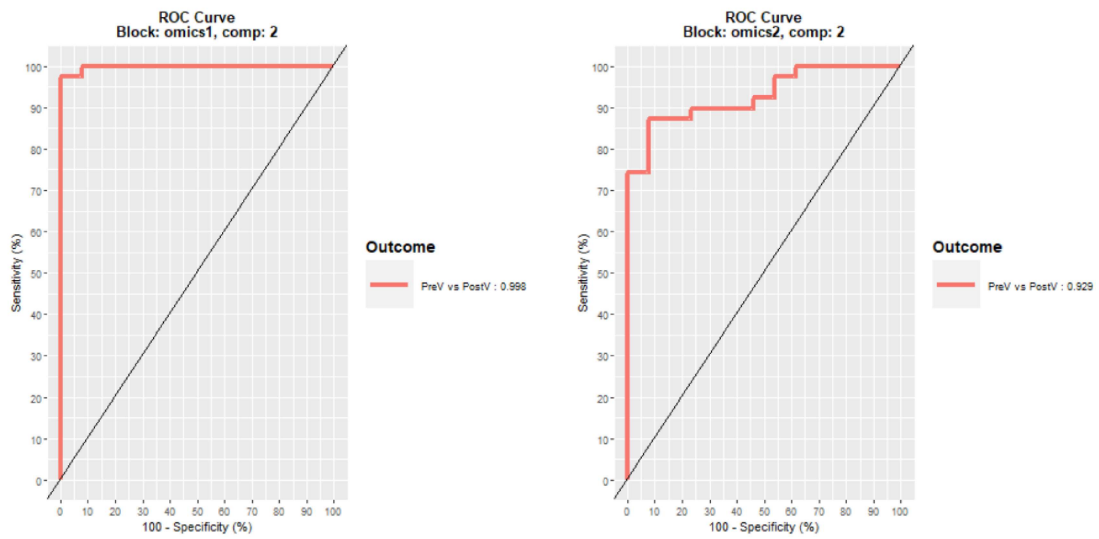 ROC Curve
Block: omics1, comp: 2
100
90
80
70
60
50
40
30
20
10
0
Sensitivity (%)
0 10 20 30 40 50 60 70 80 90 100
100 - Specificity (%)
Outcome
PreV vs PostV : 0.998
ROC Curve
Block: omics2, comp: 2
100
90
80
70
60
50
40
30
20
10
0
Sensitivity (%)
0 10 20 30 40 50 60 70 80 90 100
100 - Specificity (%)
Outcome
PreV vs PostV : 0.929